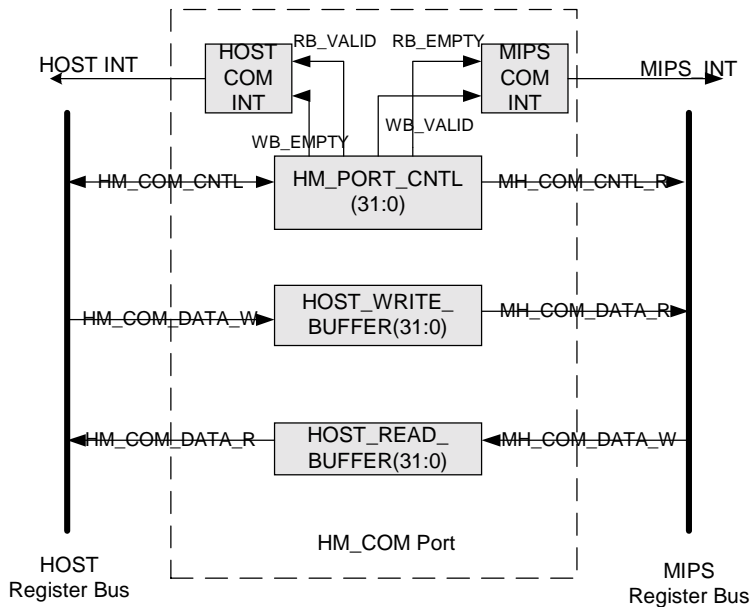 HOST
COM
INT
RB_VALID
RB_EMPTY
MIPS
COM
INT
HOST INT
MIPS_INT
WB_EMPTY
WB_VALID
HM_COM_CNTL
HM_PORT_CNTL
(31:0)
MH_COM_CNTL_R
HM_COM_DATA_W
HOST_WRITE_
BUFFER(31:0)
MH_COM_DATA_R
HM_COM_DATA_R
HOST_READ_
BUFFER(31:0)
MH_COM_DATA_W
HM_COM Port
HOST
Register Bus
MIPS
Register Bus